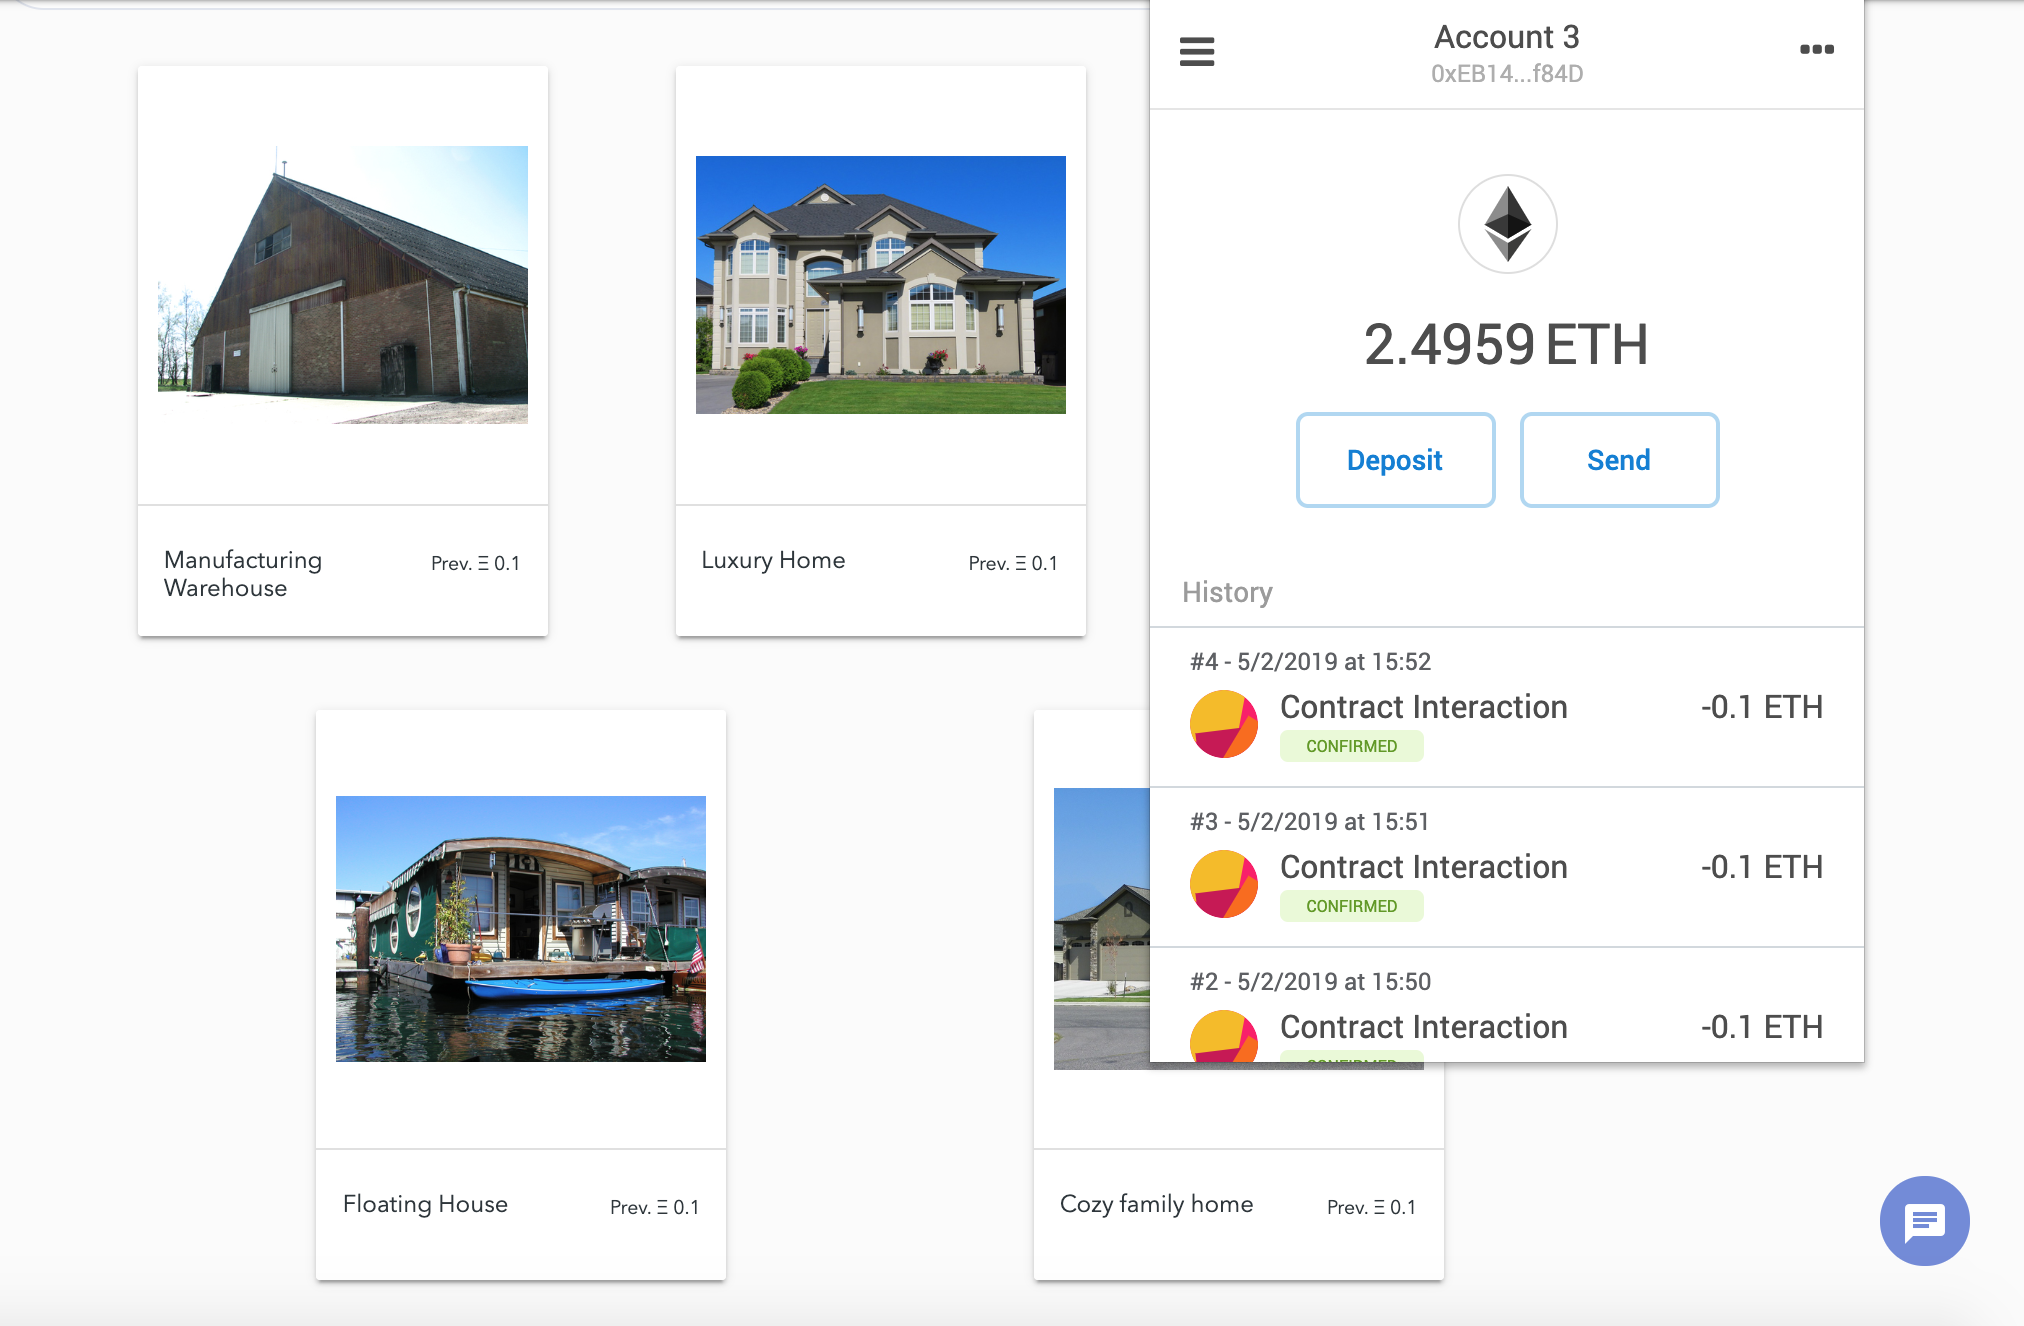 Manufacturing
Warehouse
Prev. Ξ 0.1
Luxury Home
Prev. Ξ 0.1
Floating House
Prev. Ξ 0.1
Cozy family home
Prev. Ξ 0.1
Account 3
0xEB14...f84D
2.4959 ETH
Deposit
Send
History
#4 - 5/2/2019 at 15:52
Contract Interaction
-0.1 ETH
CONFIRMED
#3 - 5/2/2019 at 15:51
Contract Interaction
-0.1 ETH
CONFIRMED
#2 - 5/2/2019 at 15:50
Contract Interaction
-0.1 ETH
CONFIRMED